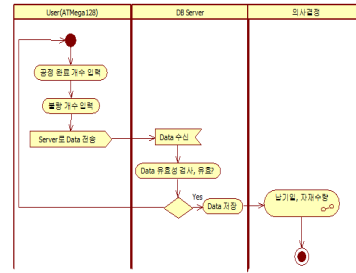 User(ATMega128)
DB Server
의사결정
공정 완료 개수 입력
불량 개수 입력
Server로 Data 전송
Data 수신
Data 유효성 검사, 유효?
Yes
Data 저장
납기일, 자재수량